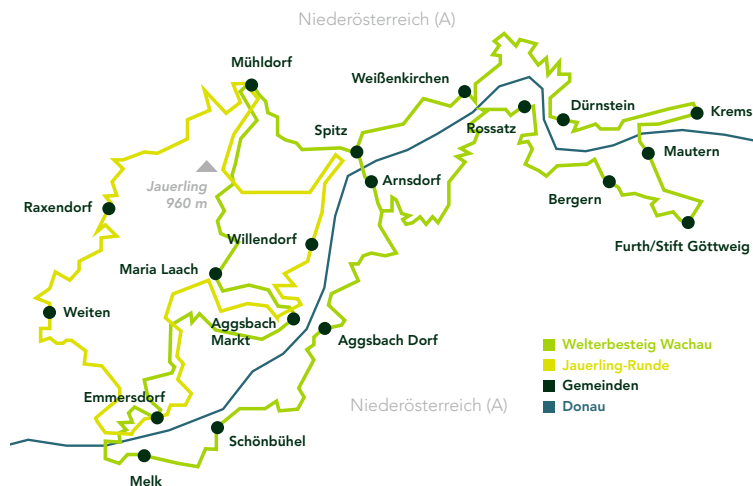 Niederösterreich (A)
Mühldorf
Weißenkirchen
Dürnstein
Krems
Spitz
Rossatz
Mautern
Jauerling
960 m
Arnsdorf
Bergern
Raxendorf
Willendorf
Furth/Stift Göttweig
Maria Laach
Weiten
Aggsbach
Markt
Aggsbach Dorf
Welterbesteig Wachau
Jauerling-Runde
Gemeinden
Donau
Emmersdorf
Niederösterreich (A)
Schönbühel
Melk